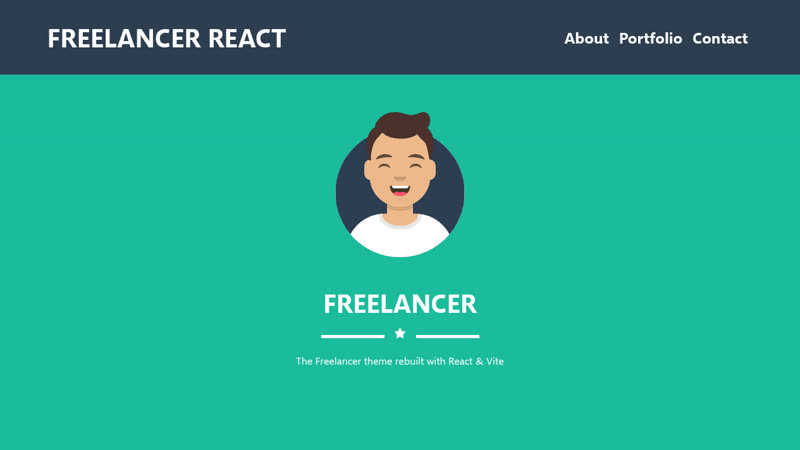 FREELANCER REACT
About Portfolio Contact
FREELANCER
The Freelancer theme rebuilt with React & Vite